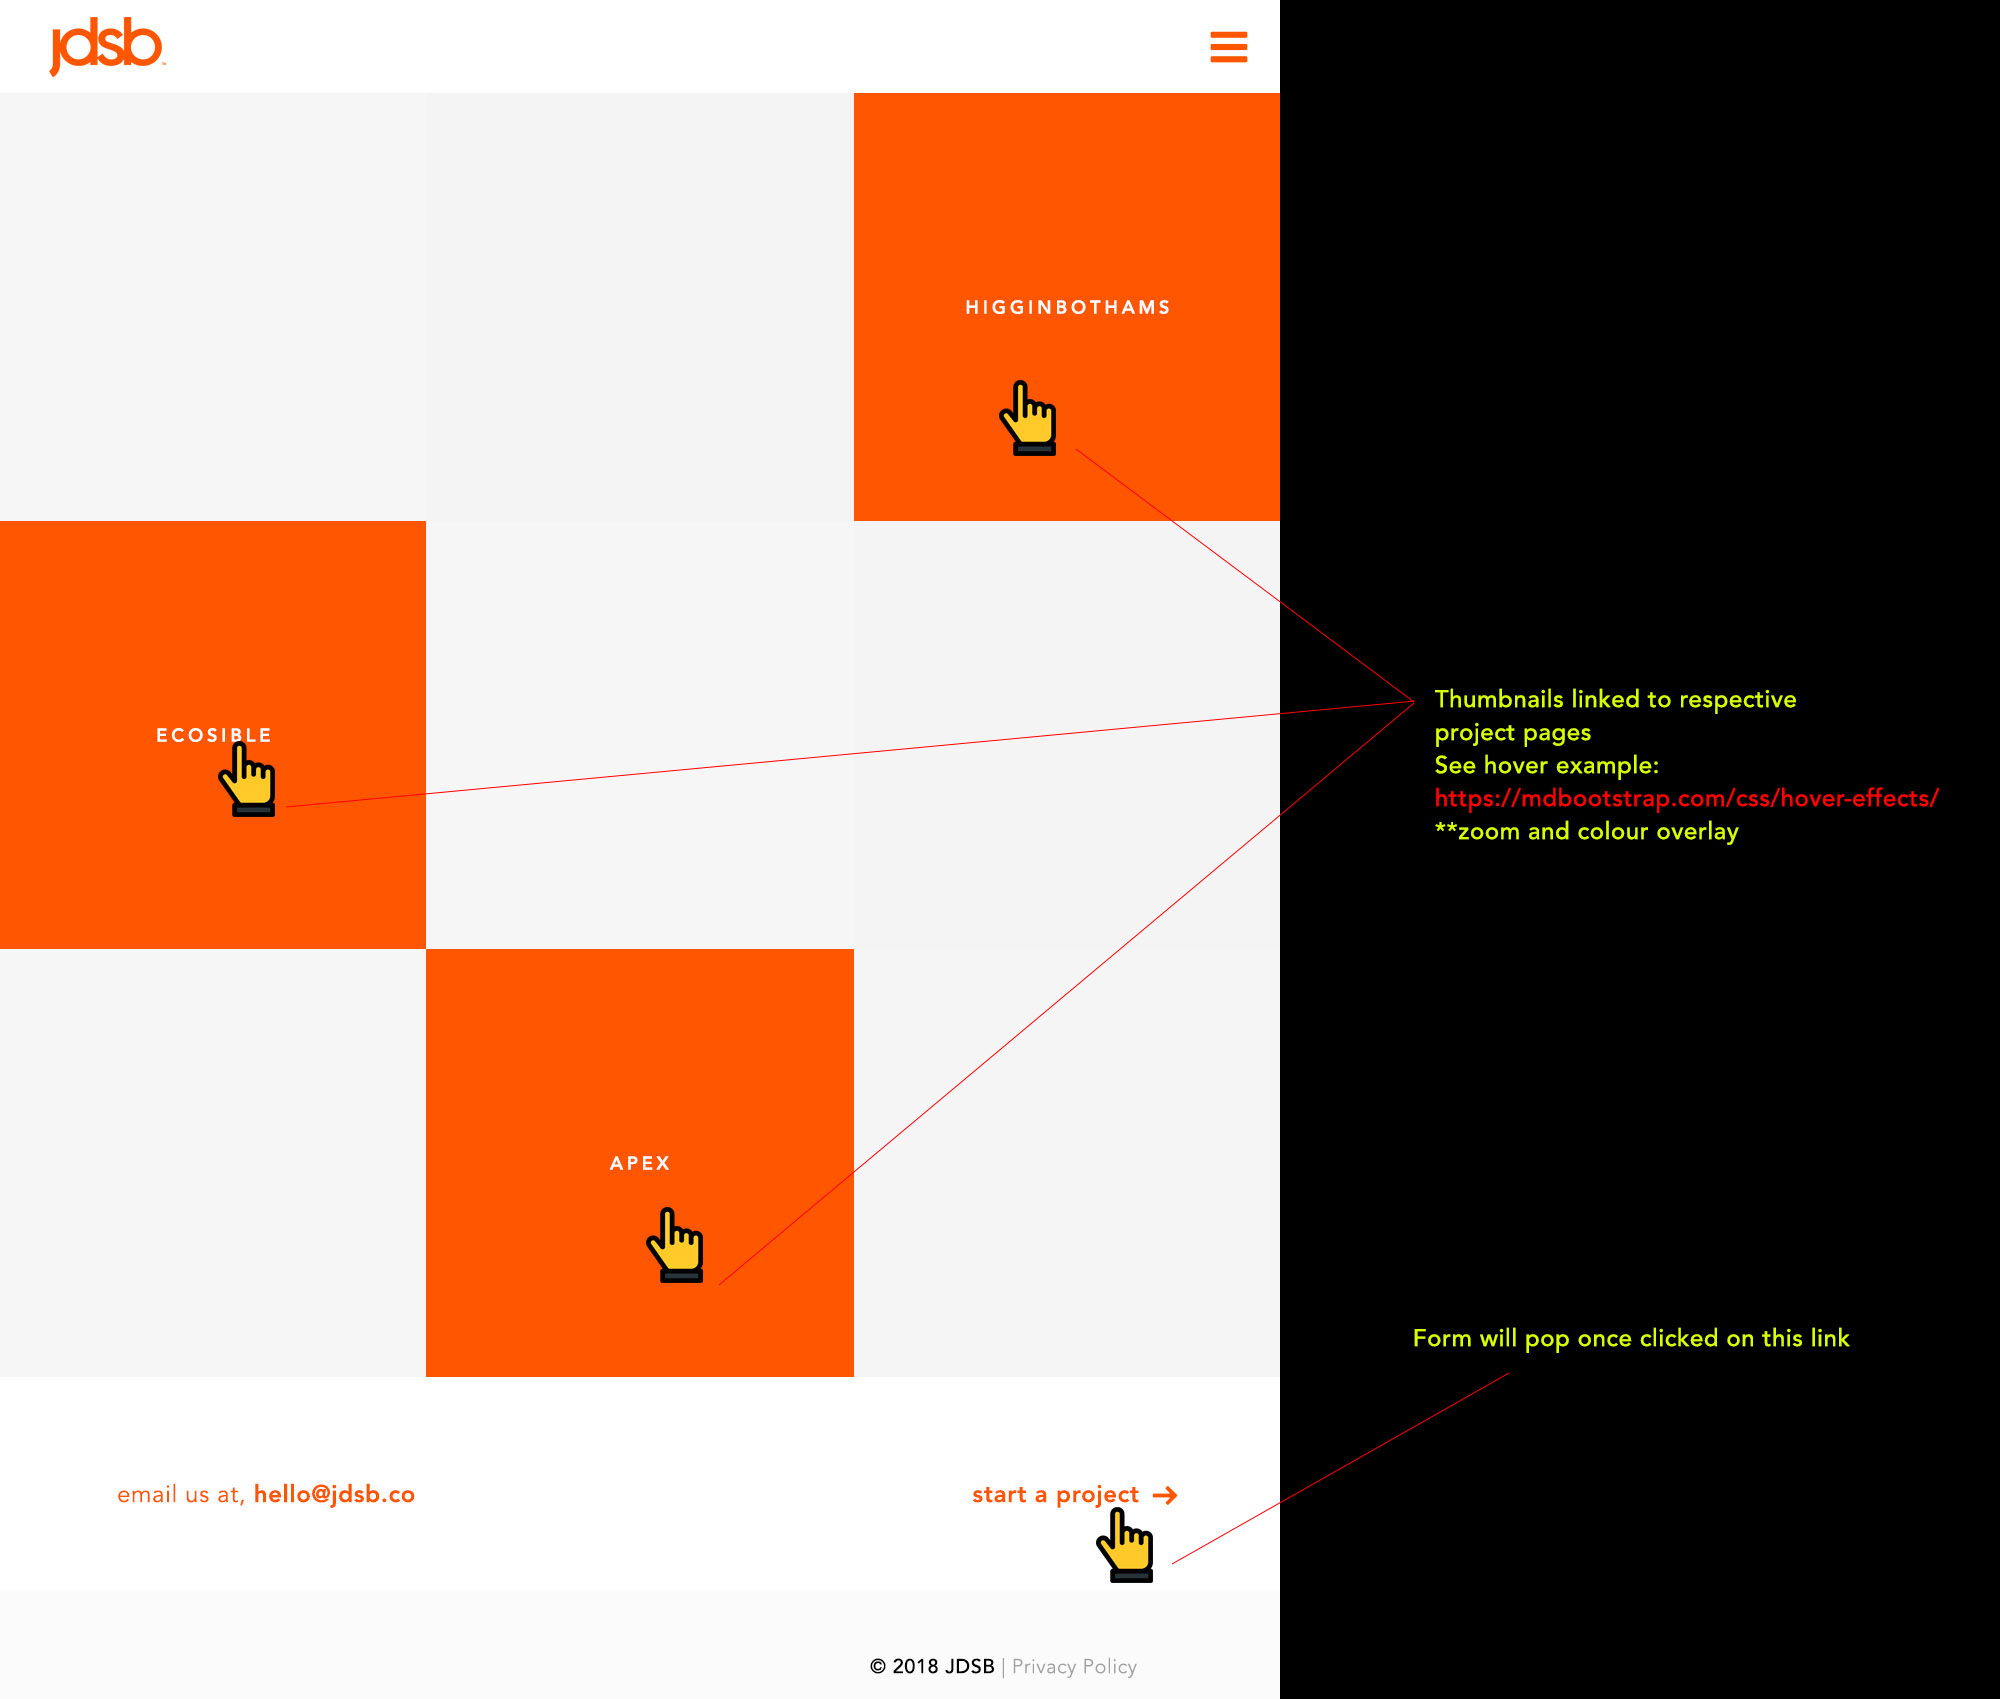 jdsb
HIGGINBOTHAMS
ECOSIBLE
Thumbnails linked to respective
project pages
See hover example:
https://mdbootstrap.com/css/hover-effects/
**zoom and colour overlay
APEX
Form will pop once clicked on this link
email us at, hello@jdsb.co
start a project →
© 2018 JDSB | Privacy Policy